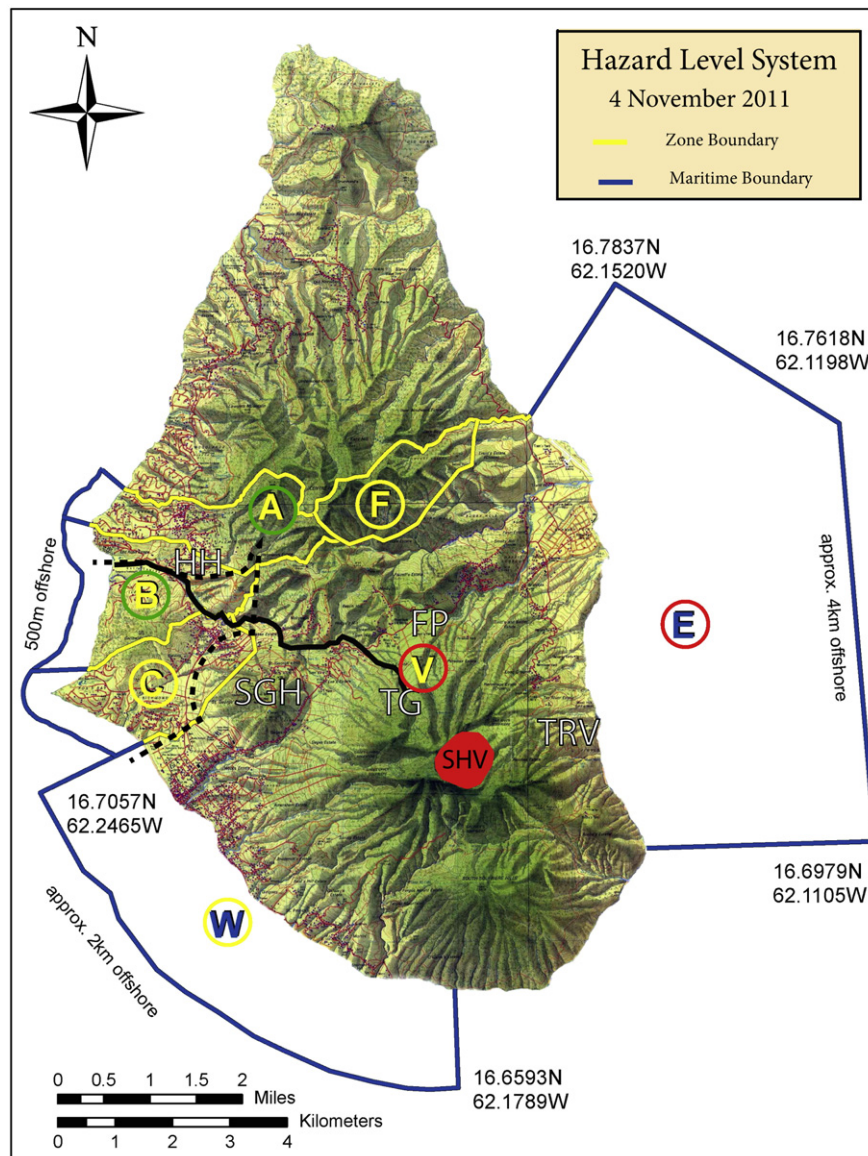 N
Hazard Level System
4 November 2011
Zone Boundary
Maritime Boundary
16.7837N
62.1520W
16.7618N
62.1198W
A
F
HH
500m offshore
B
approx. 4km offshore
FP
E
V
C
SGH
TG
TRV
SHV
16.7057N
62.2465W
16.6979N
62.1105W
approx. 2km offshore
W
16.6593N
62.1789W
0 0.5 1 2
Miles
Kilometers
0 1 2 3 4